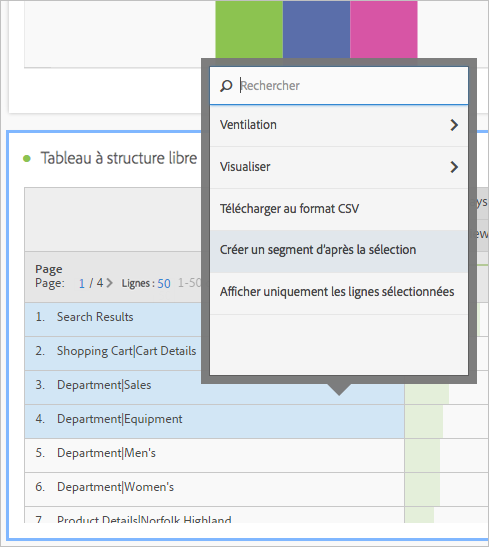 Rechercher
Ventilation
Visualiser
Télécharger au format CSV
Créer un segment d'après la sélection
Afficher uniquement les lignes sélectionnées
Tableau à structure libre
Page
Page: 1 / 4 Lignes : 50 1-50
1. Search Results
2. Shopping Cart|Cart Details
3. Department|Sales
4. Department|Equipment
5. Department|Men's
6. Department|Women's
7. Product Details|Norfolk Highland